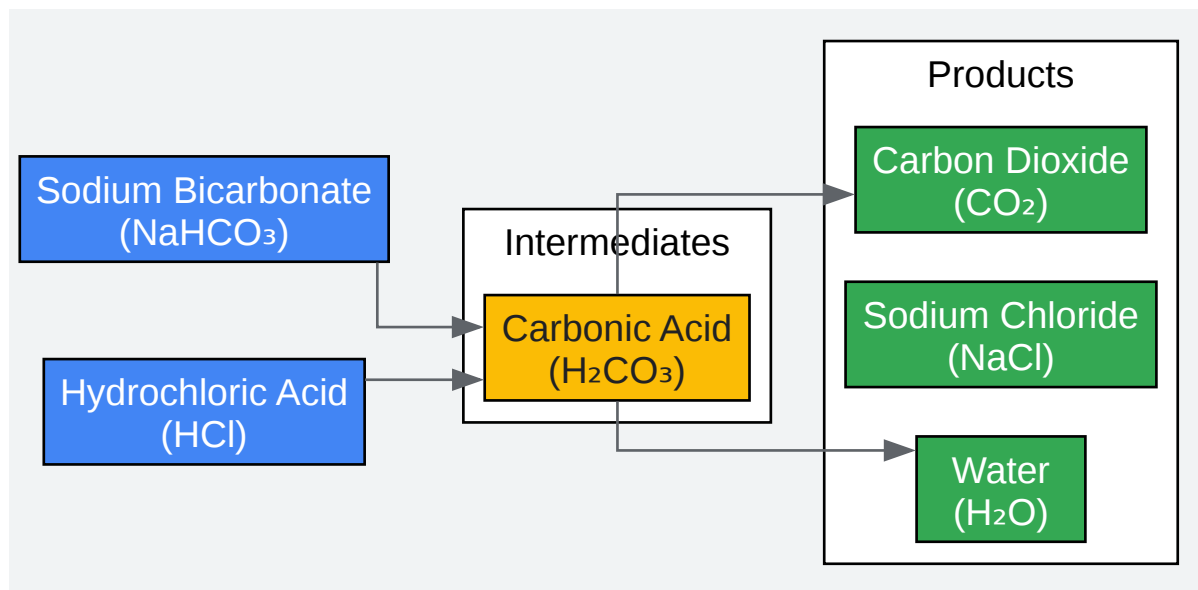 Sodium Bicarbonate
(NaHCO₃)
Hydrochloric Acid
(HCl)
Intermediates
Carbonic Acid
(H₂CO₃)
Products
Carbon Dioxide
(CO₂)
Sodium Chloride
(NaCl)
Water
(H₂O)